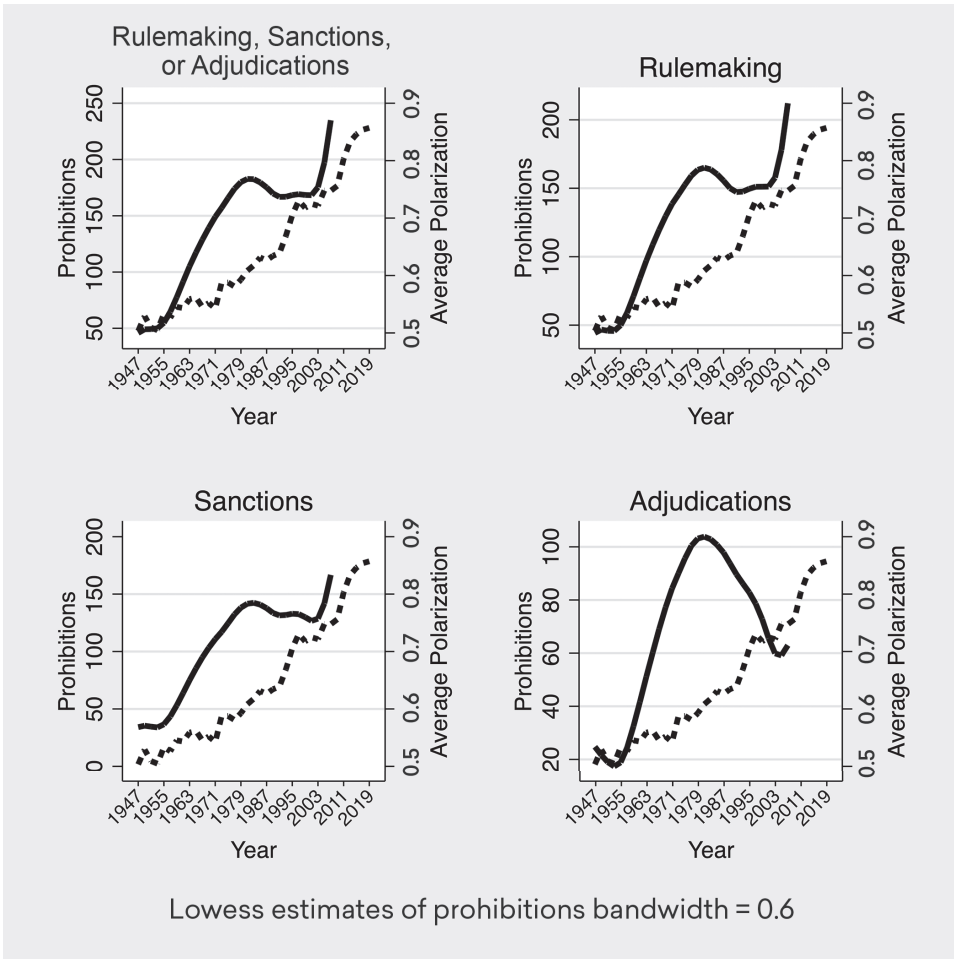 Rulemaking, Sanctions,
or Adjudications
250
200
150
100
50
Prohibitions
0.9
0.8
0.7
0.6
0.5
Average Polarization
1947 1955 1963 1971 1979 1987 1995 2003 2011 2019
Year
Rulemaking
200
150
100
50
Prohibitions
0.9
0.8
0.7
0.6
0.5
Average Polarization
1947 1955 1963 1971 1979 1987 1995 2003 2011 2019
Year
Sanctions
200
150
100
50
0
Prohibitions
0.9
0.8
0.7
0.6
0.5
Average Polarization
1947 1955 1963 1971 1979 1987 1995 2003 2011 2019
Year
Adjudications
100
80
60
40
20
Prohibitions
0.9
0.8
0.7
0.6
0.5
Average Polarization
1947 1955 1963 1971 1979 1987 1995 2003 2011 2019
Year
Lowess estimates of prohibitions bandwidth = 0.6